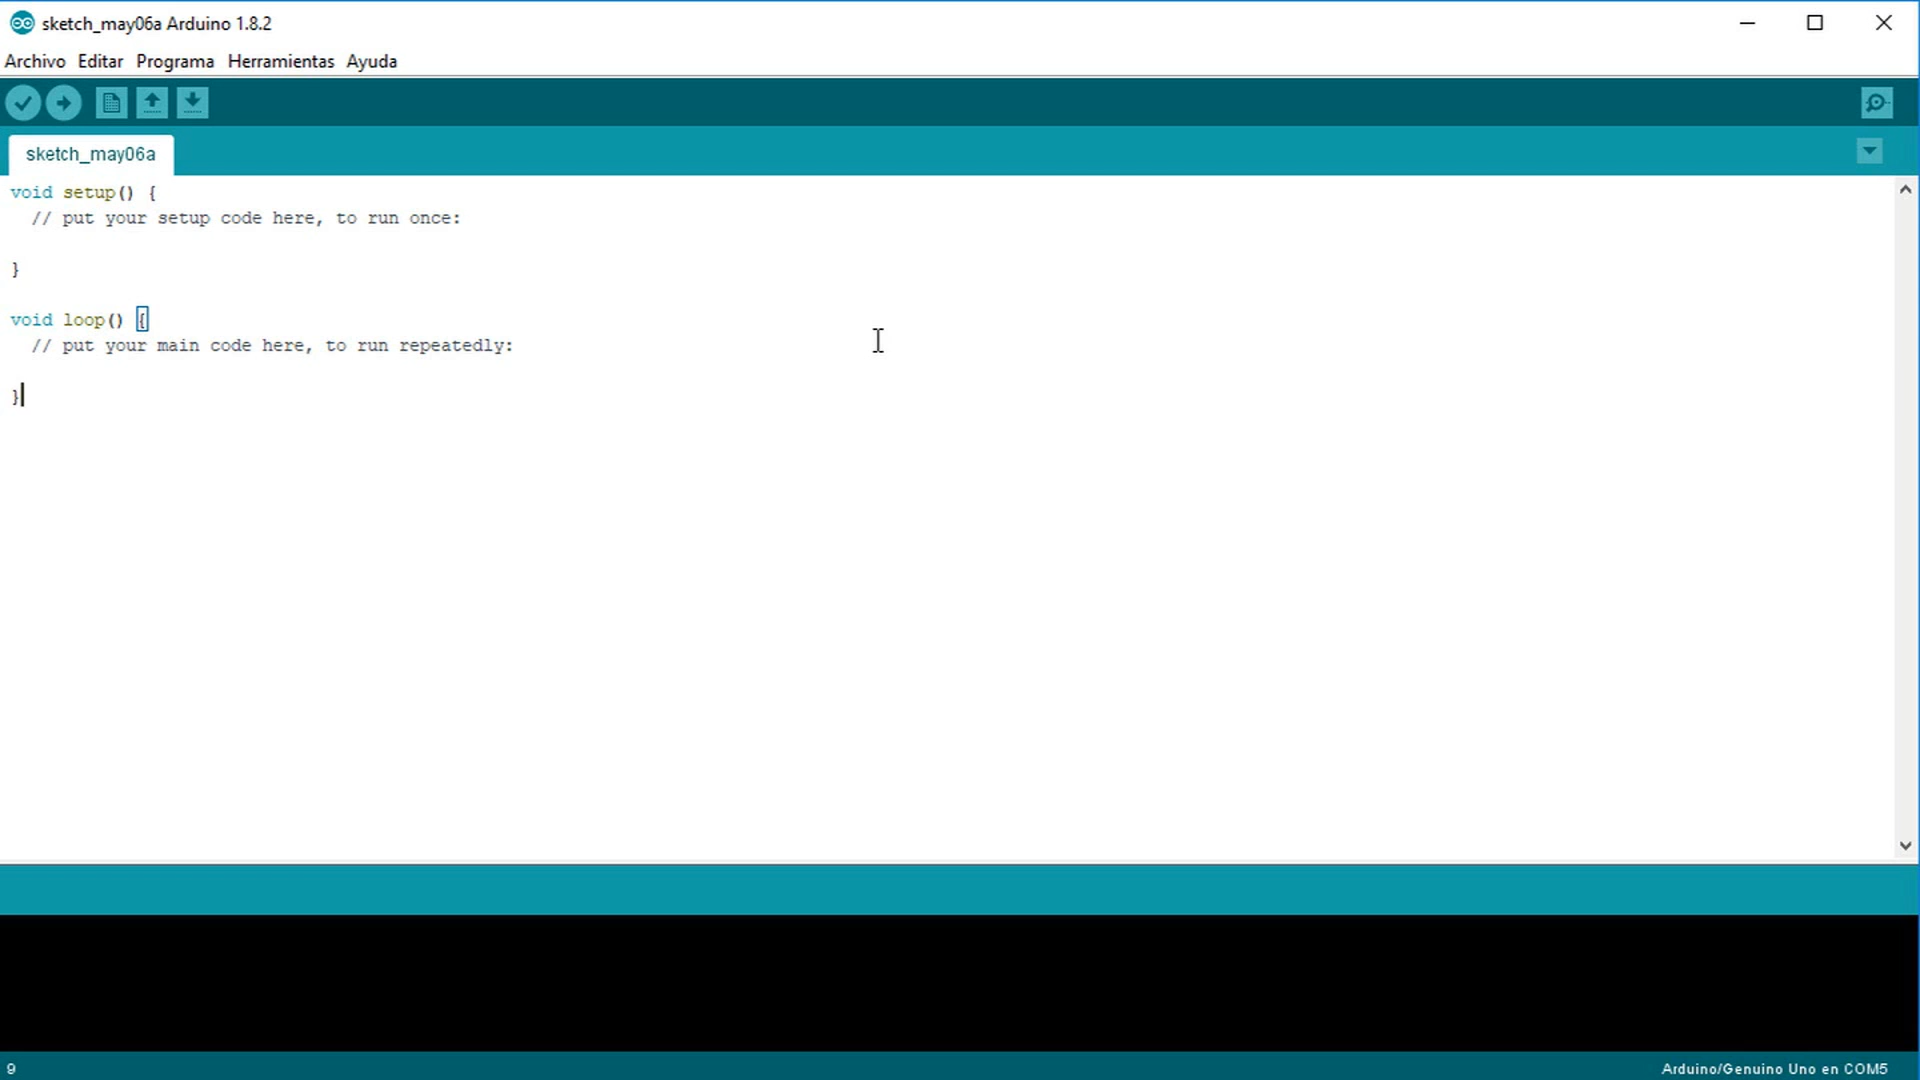 sketch_may06a Arduino 1.8.2
Archivo Editar Programa Herramientas Ayuda
sketch_may06a
void setup() {
  // put your setup code here, to run once:
}
void loop() {
  // put your main code here, to run repeatedly:
}
9
Arduino/Genuino Uno en COM5